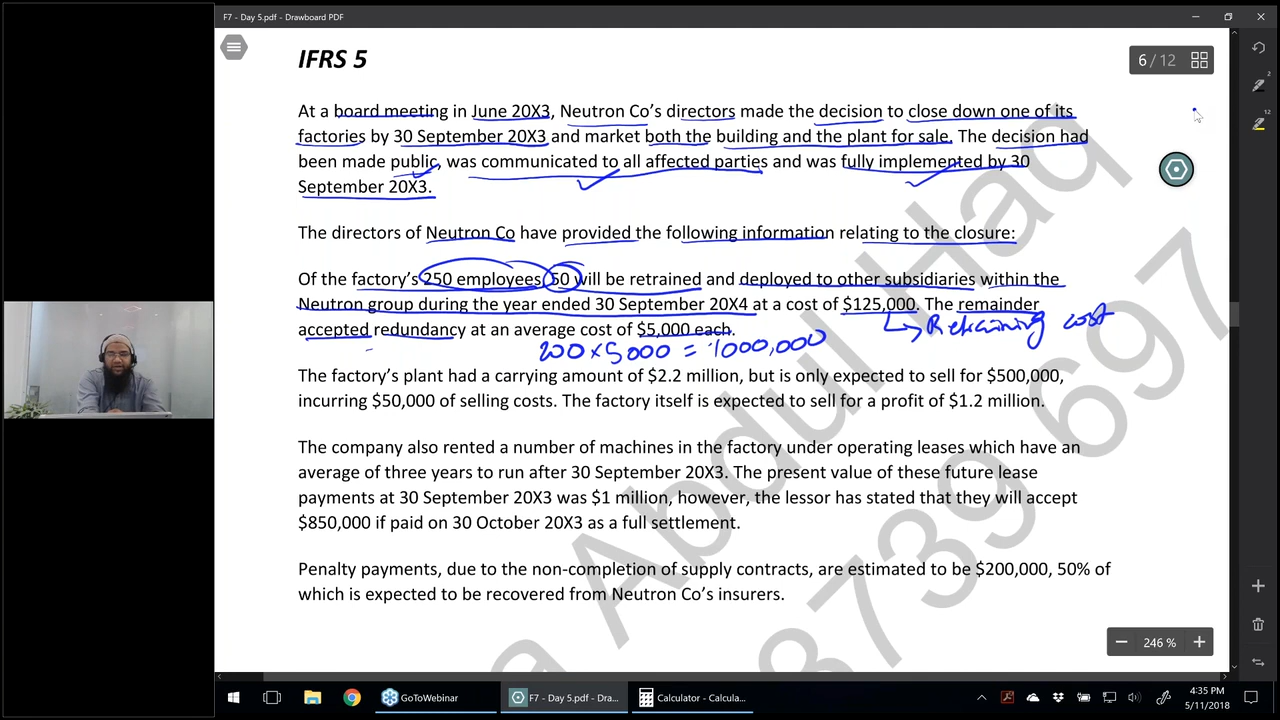 F7 - Day 5.pdf - Drawboard PDF
IFRS 5
6 / 12
At a board meeting in June 20X3, Neutron Co's directors made the decision to close down one of its
factories by 30 September 20X3 and market both the building and the plant for sale. The decision had
been made public, was communicated to all affected parties and was fully implemented by 30
September 20X3.
The directors of Neutron Co have provided the following information relating to the closure:
Of the factory's 250 employees 50 will be retrained and deployed to other subsidiaries within the
Neutron group during the year ended 30 September 20X4 at a cost of $125,000. The remainder
accepted redundancy at an average cost of $5,000 each.
Retraining cost
200 x 5000 = 1000,000
The factory's plant had a carrying amount of $2.2 million, but is only expected to sell for $500,000,
incurring $50,000 of selling costs. The factory itself is expected to sell for a profit of $1.2 million.
The company also rented a number of machines in the factory under operating leases which have an
average of three years to run after 30 September 20X3. The present value of these future lease
payments at 30 September 20X3 was $1 million, however, the lessor has stated that they will accept
$850,000 if paid on 30 October 20X3 as a full settlement.
Penalty payments, due to the non-completion of supply contracts, are estimated to be $200,000, 50% of
which is expected to be recovered from Neutron Co's insurers.
Abdul Haq
8739 697
2
12
246 %
GoToWebinar
F7 - Day 5.pdf - Dra...
Calculator - Calcula...
4:35 PM
5/11/2018